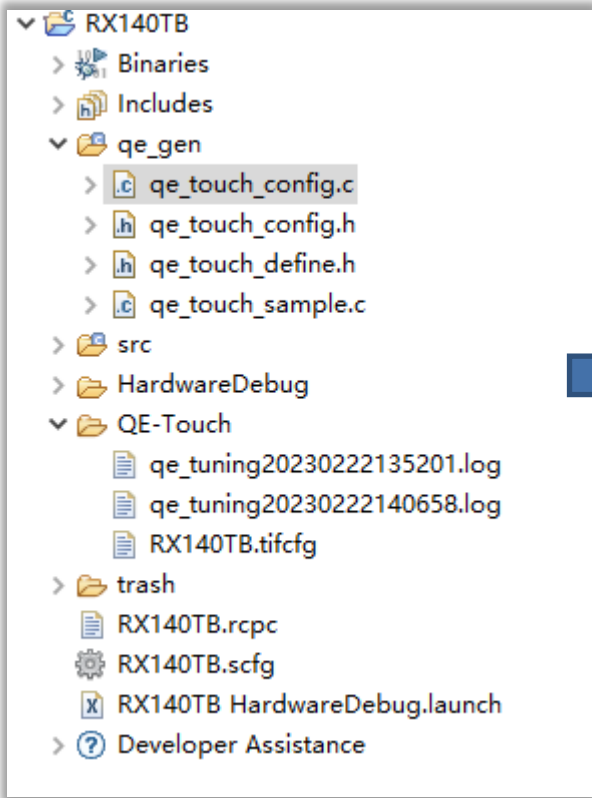 RX140TB
Binaries
Includes
qe_gen
qe_touch_config.c
qe_touch_config.h
qe_touch_define.h
qe_touch_sample.c
src
HardwareDebug
QE-Touch
qe_tuning20230222135201.log
qe_tuning20230222140658.log
RX140TB.tifcfg
trash
RX140TB.rcpc
RX140TB.scfg
RX140TB HardwareDebug.launch
Developer Assistance